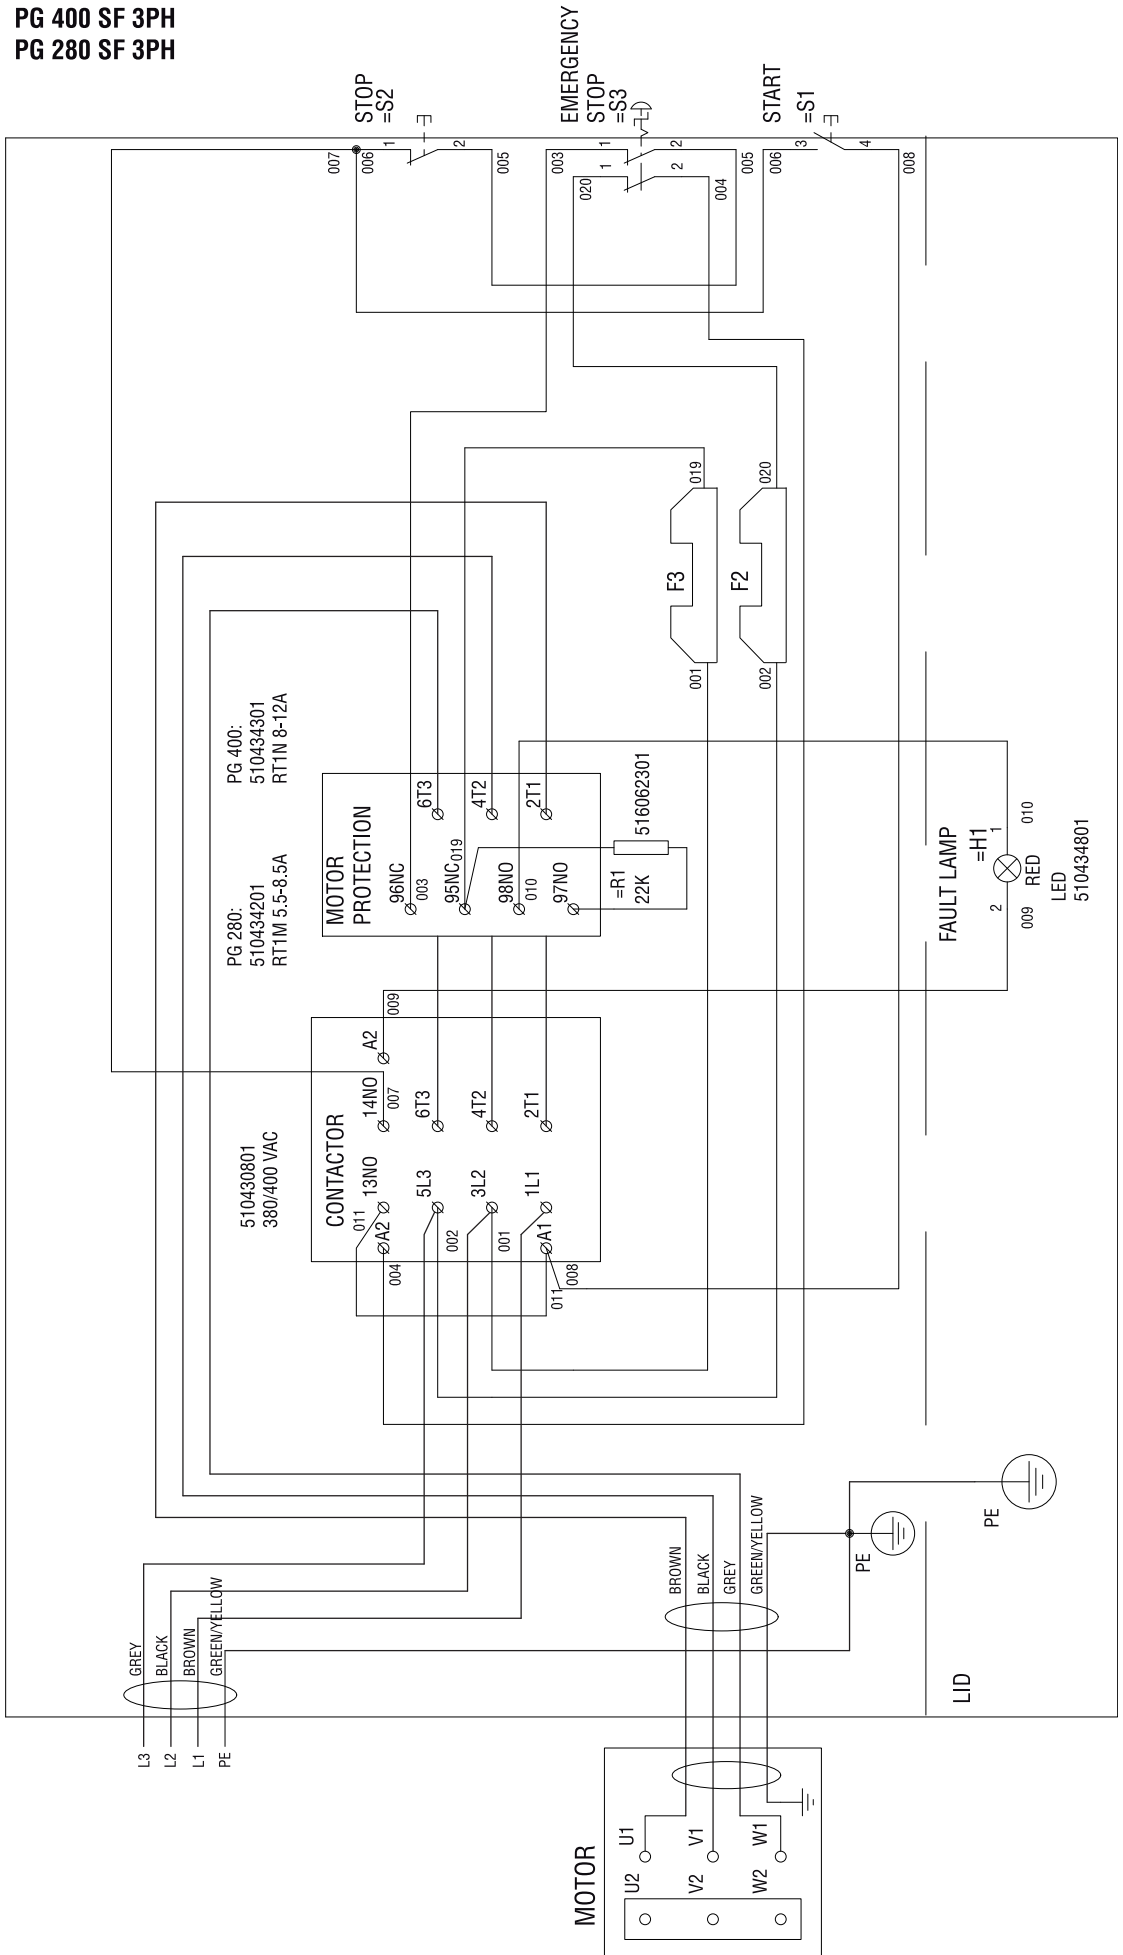 PG 400 SF 3PH
PG 280 SF 3PH
STOP
=S2
EMERGENCY
STOP
=S3
START
=S1
007
006
1
2
005
003
1
2
020
1
2
004
005
006
3
4
008
019
020
F3
F2
001
002
PG 400:
510434301
RT1N 8-12A
PG 280:
510434201
RT1M 5.5-8.5A
MOTOR
PROTECTION
6T3
4T2
2T1
96NC
003
95NC
019
98NO
010
97NO
=R1
22K
516062301
FAULT LAMP
=H1
1
2
010
009
RED
LED
510434801
510430801
380/400 VAC
CONTACTOR
A2
009
14NO
007
6T3
4T2
2T1
13NO
011
A2
004
5L3
002
3L2
001
1L1
A1
008
011
PE
PE
BROWN
BLACK
GREY
GREEN/YELLOW
GREY
BLACK
BROWN
GREEN/YELLOW
L3
L2
L1
PE
LID
MOTOR
U1
V1
W1
U2
V2
W2